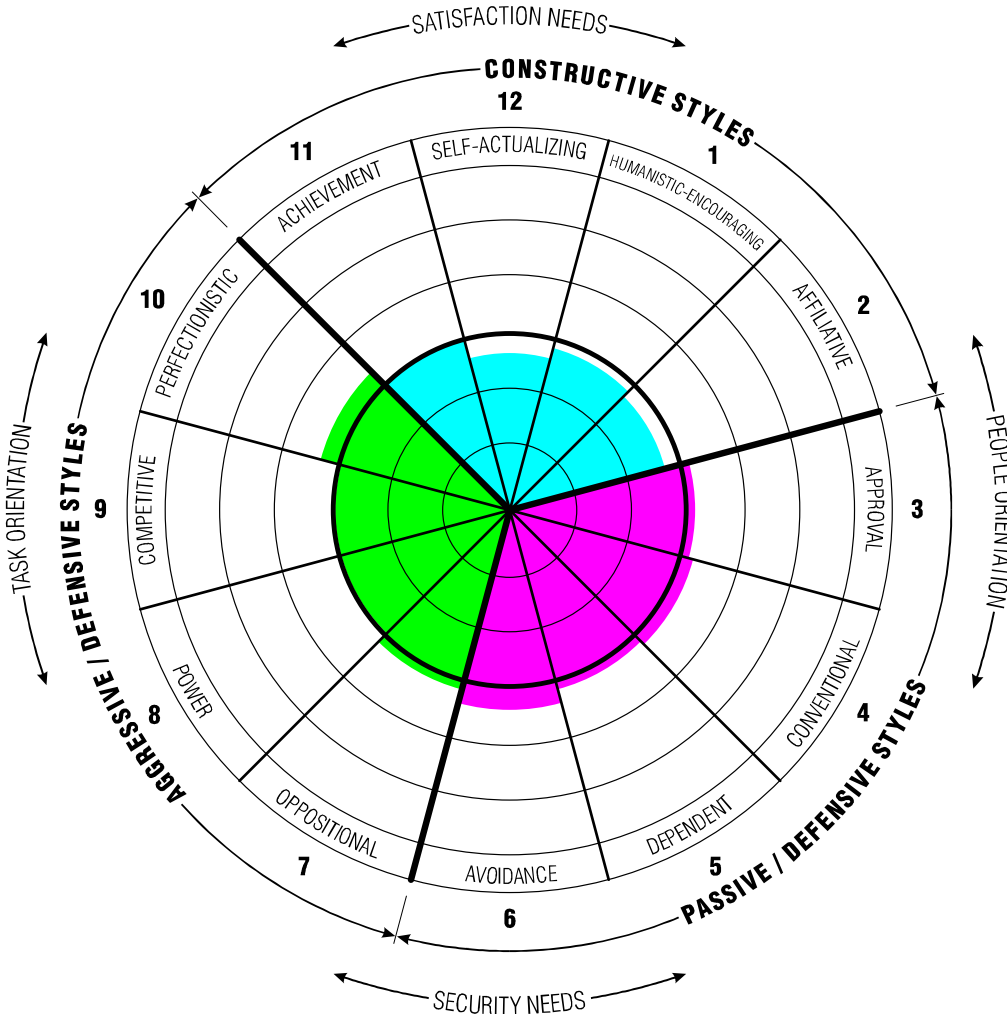 SATISFACTION NEEDS
CONSTRUCTIVE STYLES
12
SELF-ACTUALIZING
1
HUMANISTIC-ENCOURAGING
2
AFFILIATIVE
PEOPLE ORIENTATION
3
APPROVAL
4
CONVENTIONAL
PASSIVE / DEFENSIVE STYLES
5
DEPENDENT
6
AVOIDANCE
SECURITY NEEDS
7
OPPOSITIONAL
AGGRESSIVE / DEFENSIVE STYLES
8
POWER
9
COMPETITIVE
TASK ORIENTATION
10
PERFECTIONISTIC
11
ACHIEVEMENT